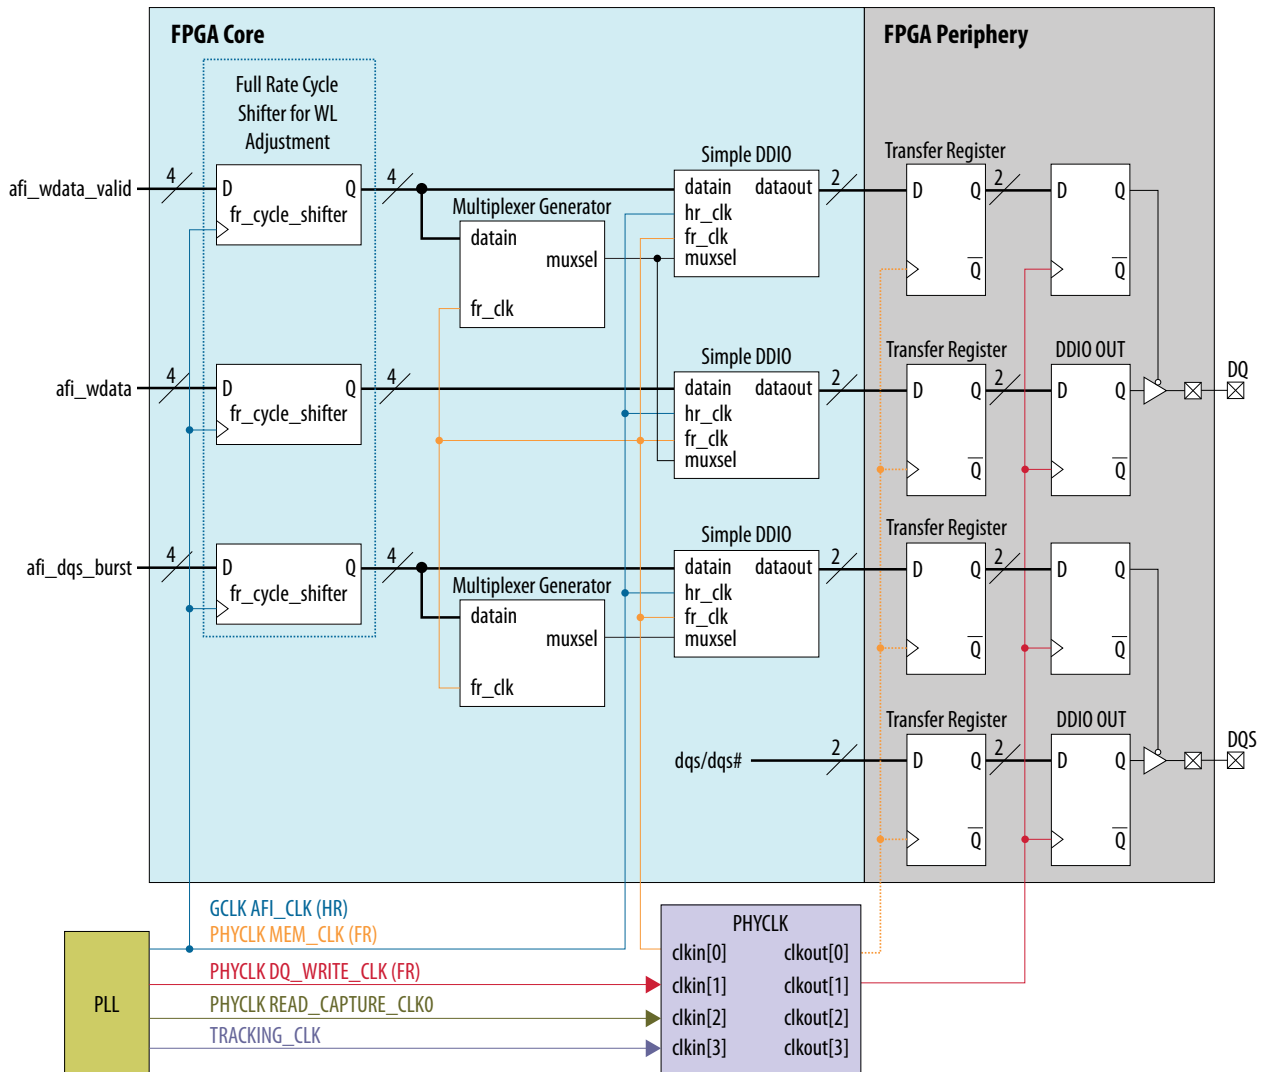 FPGA Core
FPGA Periphery
Full Rate Cycle
Shifter for WL
Adjustment
afi_wdata_valid
4
D
Q
fr_cycle_shifter
4
Multiplexer Generator
datain
muxsel
fr_clk
Simple DDIO
datain
dataout
hr_clk
fr_clk
muxsel
2
Transfer Register
D
Q
Q
2
D
Q
Q
afi_wdata
4
D
Q
fr_cycle_shifter
4
Simple DDIO
datain
dataout
hr_clk
fr_clk
muxsel
2
Transfer Register
D
Q
Q
2
DDIO OUT
D
Q
Q
DQ
afi_dqs_burst
4
D
Q
fr_cycle_shifter
4
Multiplexer Generator
datain
muxsel
fr_clk
Simple DDIO
datain
dataout
hr_clk
fr_clk
muxsel
2
Transfer Register
D
Q
Q
2
D
Q
Q
dqs/dqs#
2
Transfer Register
D
Q
Q
2
DDIO OUT
D
Q
Q
DQS
PLL
GCLK AFI_CLK (HR)
PHYCLK MEM_CLK (FR)
PHYCLK DQ_WRITE_CLK (FR)
PHYCLK READ_CAPTURE_CLK0
TRACKING_CLK
PHYCLK
clkin[0]
clkout[0]
clkin[1]
clkout[1]
clkin[2]
clkout[2]
clkin[3]
clkout[3]